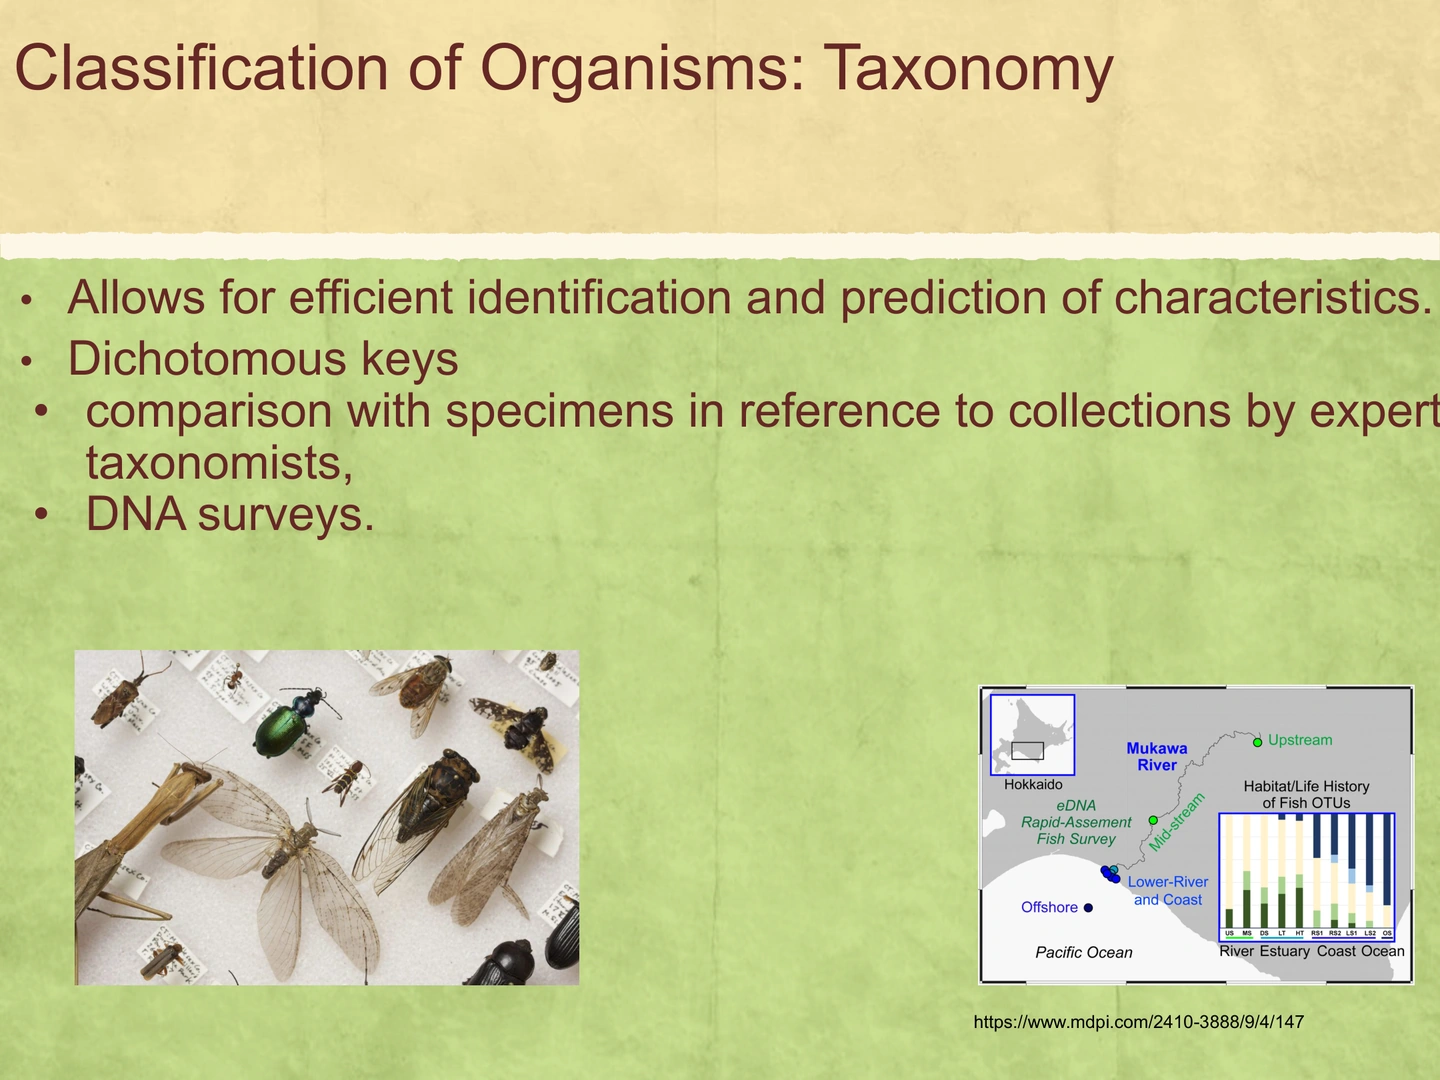 Classification of Organisms: Taxonomy
• Allows for efficient identification and prediction of characteristics.
• Dichotomous keys
• comparison with specimens in reference to collections by expert
taxonomists,
• DNA surveys.
Hokkaido
Mukawa
River
Upstream
eDNA
Rapid-Assement
Fish Survey
Mid-stream
Habitat/Life History
of Fish OTUs
Lower-River
and Coast
Offshore
Pacific Ocean
US MS DS LT HT RS1 RS2 LS1 LS2 OS
River Estuary Coast Ocean
https://www.mdpi.com/2410-3888/9/4/147